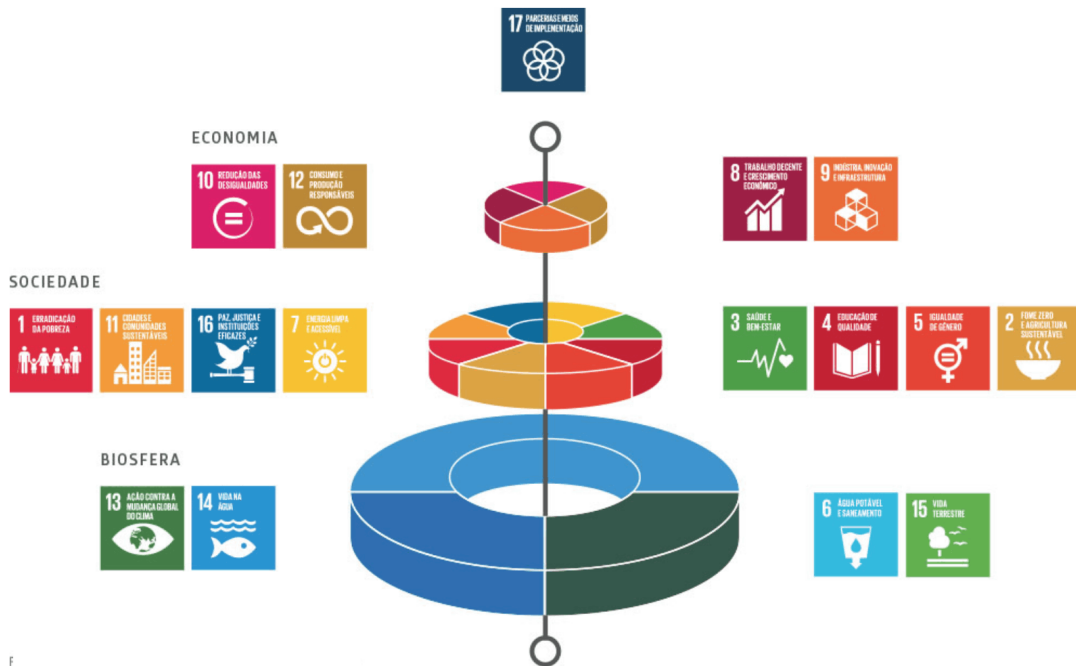 17 PARCERIAS E MEIOS
DE IMPLEMENTAÇÃO
ECONOMIA
10 REDUÇÃO DAS
DESIGUALDADES
12 CONSUMO E
PRODUÇÃO
RESPONSÁVEIS
8 TRABALHO DECENTE
E CRESCIMENTO
ECONÔMICO
9 INDÚSTRIA, INOVAÇÃO
E INFRAESTRUTURA
SOCIEDADE
1 ERRADICAÇÃO
DA POBREZA
11 CIDADES E
COMUNIDADES
SUSTENTÁVEIS
16 PAZ, JUSTIÇA E
INSTITUIÇÕES
EFICAZES
7 ENERGIA LIMPA
E ACESSÍVEL
3 SAÚDE E
BEM-ESTAR
4 EDUCAÇÃO DE
QUALIDADE
5 IGUALDADE
DE GÊNERO
2 FOME ZERO
E AGRICULTURA
SUSTENTÁVEL
BIOSFERA
13 AÇÃO CONTRA A
MUDANÇA GLOBAL
DO CLIMA
14 VIDA NA
ÁGUA
6 ÁGUA POTÁVEL
E SANEAMENTO
15 VIDA
TERRESTRE
F